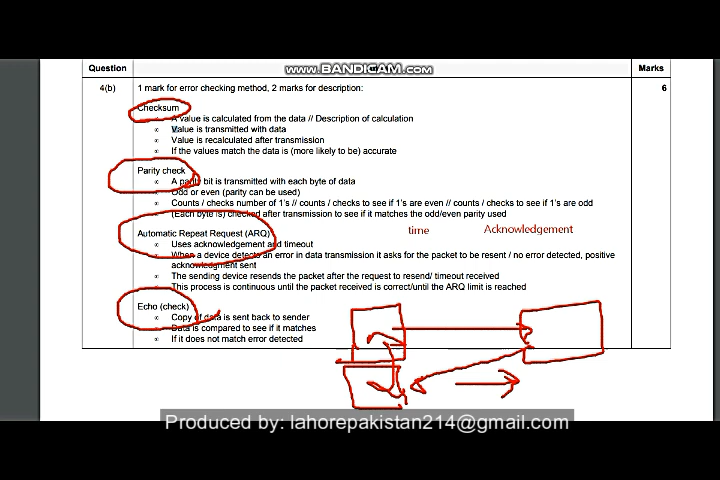 www.BANDICAM.com
Question
Marks
4(b) 1 mark for error checking method, 2 marks for description: 6
Checksum
A value is calculated from the data // Description of calculation
Value is transmitted with data
Value is recalculated after transmission
If the values match the data is (more likely to be) accurate
Parity check
A parity bit is transmitted with each byte of data
Odd or even (parity can be used)
Counts / checks number of 1's // counts / checks to see if 1's are even // counts / checks to see if 1's are odd
(Each byte is) checked after transmission to see if it matches the odd/even parity used
time Acknowledgement
Automatic Repeat Request (ARQ)
Uses acknowledgement and timeout
When a device detects an error in data transmission it asks for the packet to be resent / no error detected, positive
acknowledgment sent
The sending device resends the packet after the request to resend/ timeout received
This process is continuous until the packet received is correct/until the ARQ limit is reached
Echo (check)
Copy of data is sent back to sender
Data is compared to see if it matches
If it does not match error detected
Produced by: lahorepakistan214@gmail.com